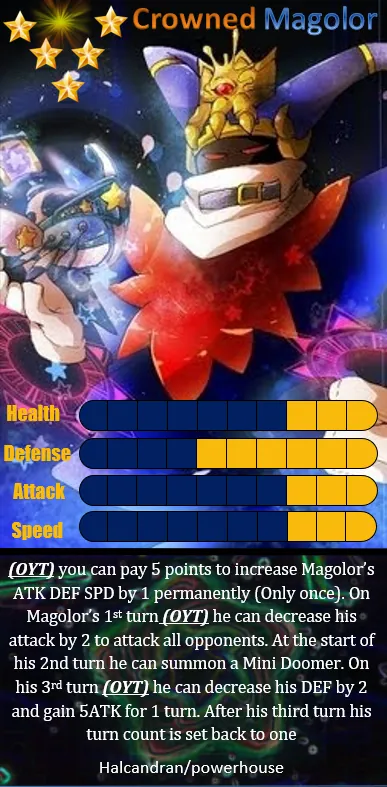 Crowned Magolor
Health
Defense
Attack
Speed
(OYT) you can pay 5 points to increase Magolor's
ATK DEF SPD by 1 permanently (Only once). On
Magolor's 1st turn (OYT) he can decrease his
attack by 2 to attack all opponents. At the start of
his 2nd turn he can summon a Mini Doomer. On
his 3rd turn (OYT) he can decrease his DEF by 2
and gain 5ATK for 1 turn. After his third turn his
turn count is set back to one
Halcandran/powerhouse